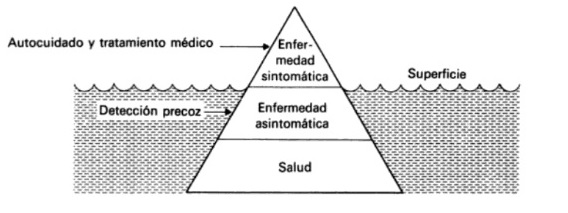 Autocuidado y tratamiento médico
Enfer-
medad
sintomática
Superficie
Detección precoz
Enfermedad
asintomática
Salud